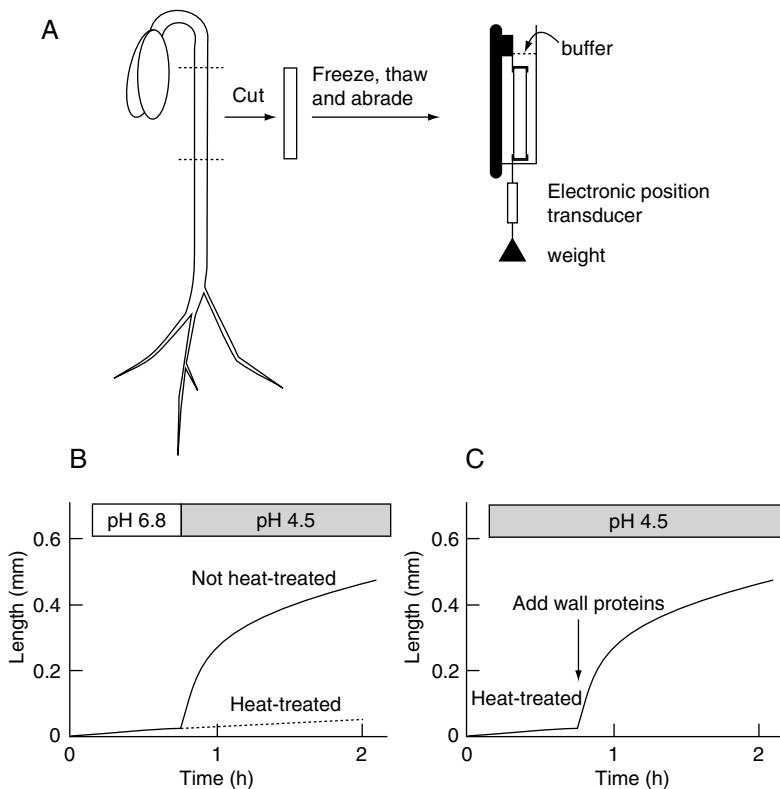 A
Cut
Freeze, thaw
and abrade
buffer
Electronic position
transducer
weight
B
pH 6.8
pH 4.5
0.6
0.4
0.2
0
Length (mm)
Not heat-treated
Heat-treated
0
1
2
Time (h)
C
pH 4.5
0.6
0.4
0.2
0
Length (mm)
Add wall proteins
Heat-treated
0
1
2
Time (h)